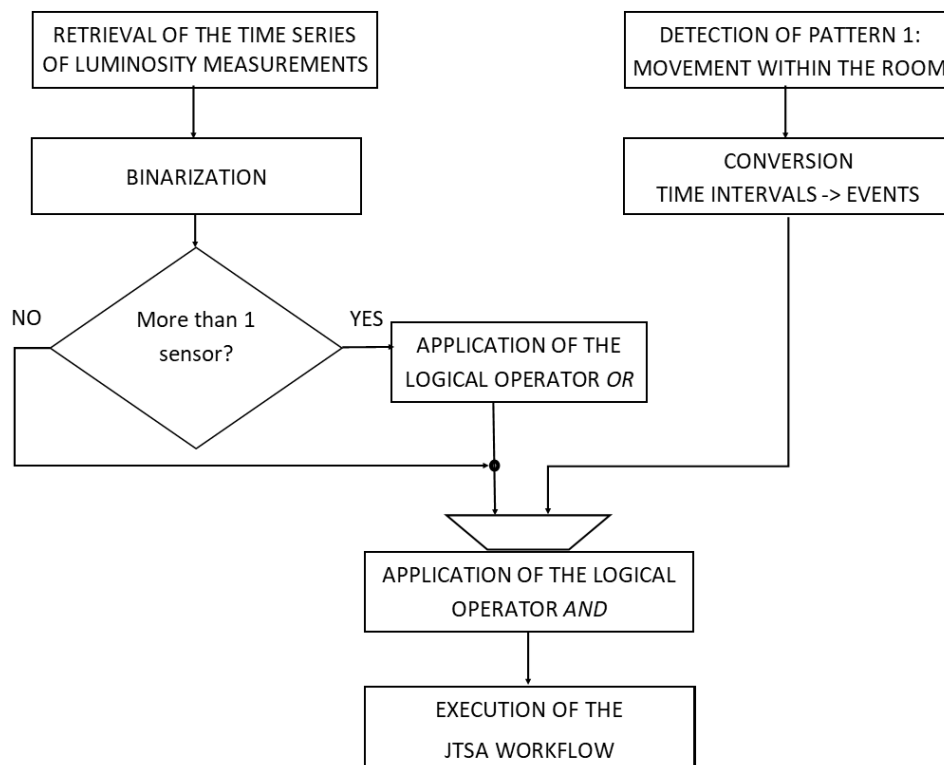 RETRIEVAL OF THE TIME SERIES
OF LUMINOSITY MEASUREMENTS
DETECTION OF PATTERN 1:
MOVEMENT WITHIN THE ROOM
BINARIZATION
CONVERSION
TIME INTERVALS -> EVENTS
NO
More than 1
sensor?
YES
APPLICATION OF THE
LOGICAL OPERATOR OR
APPLICATION OF THE LOGICAL
OPERATOR AND
EXECUTION OF THE
JTSA WORKFLOW